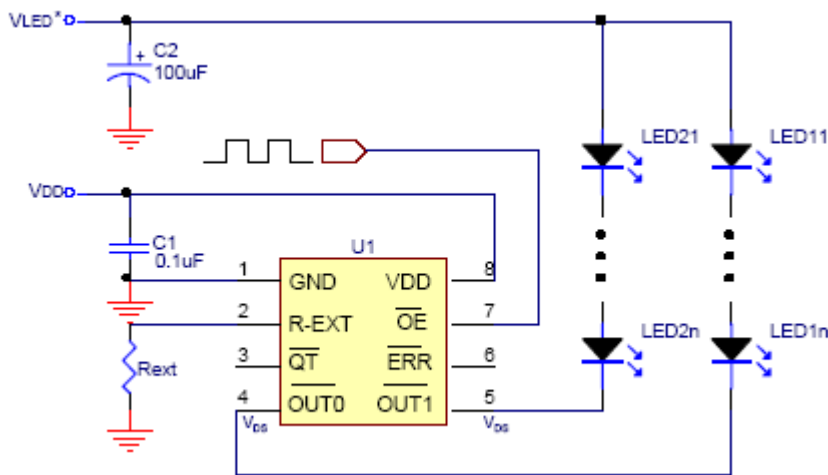 VLED*
C2
+
100uF
LED21
LED11
VDD
C1
0.1uF
U1
1
GND
VDD
8
2
R-EXT
OE
7
Rext
3
QT
ERR
6
LED2n
LED1n
4
OUT0
OUT1
5
VDS
VDS